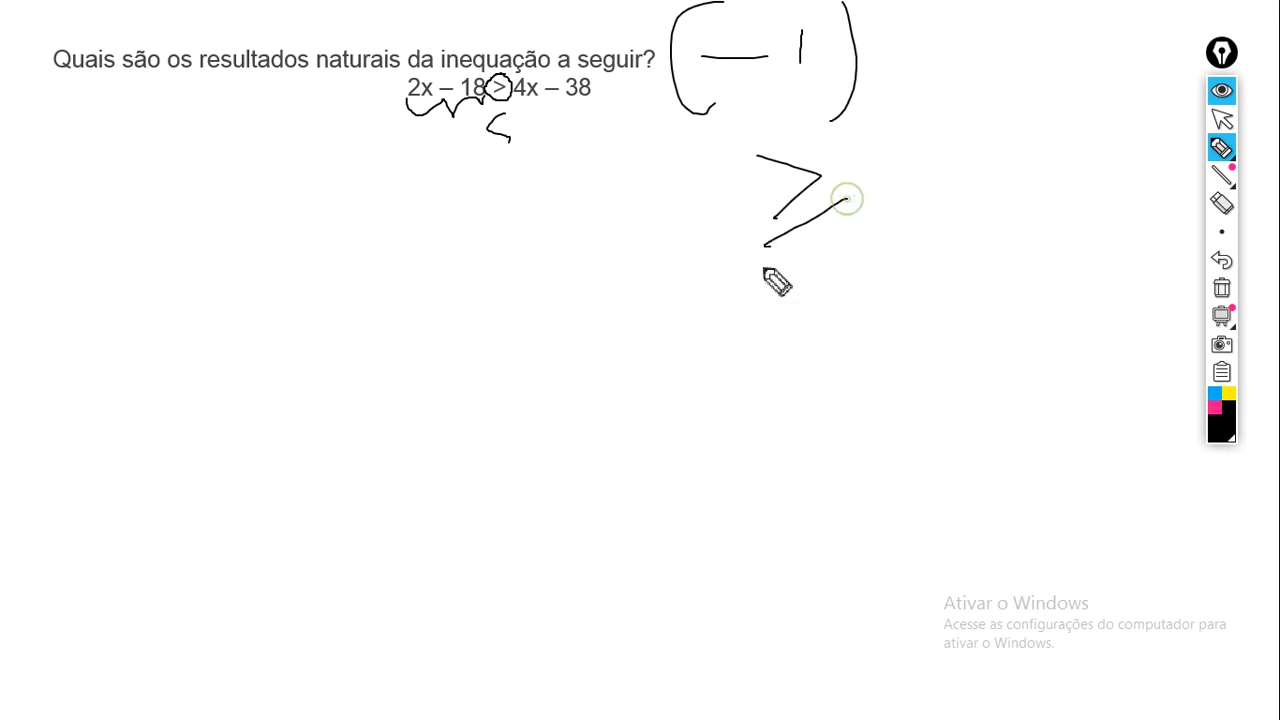 Quais são os resultados naturais da inequação a seguir?
2x – 18 > 4x – 38
<
( — 1 )
≥
Ativar o Windows
Acesse as configurações do computador para
ativar o Windows.